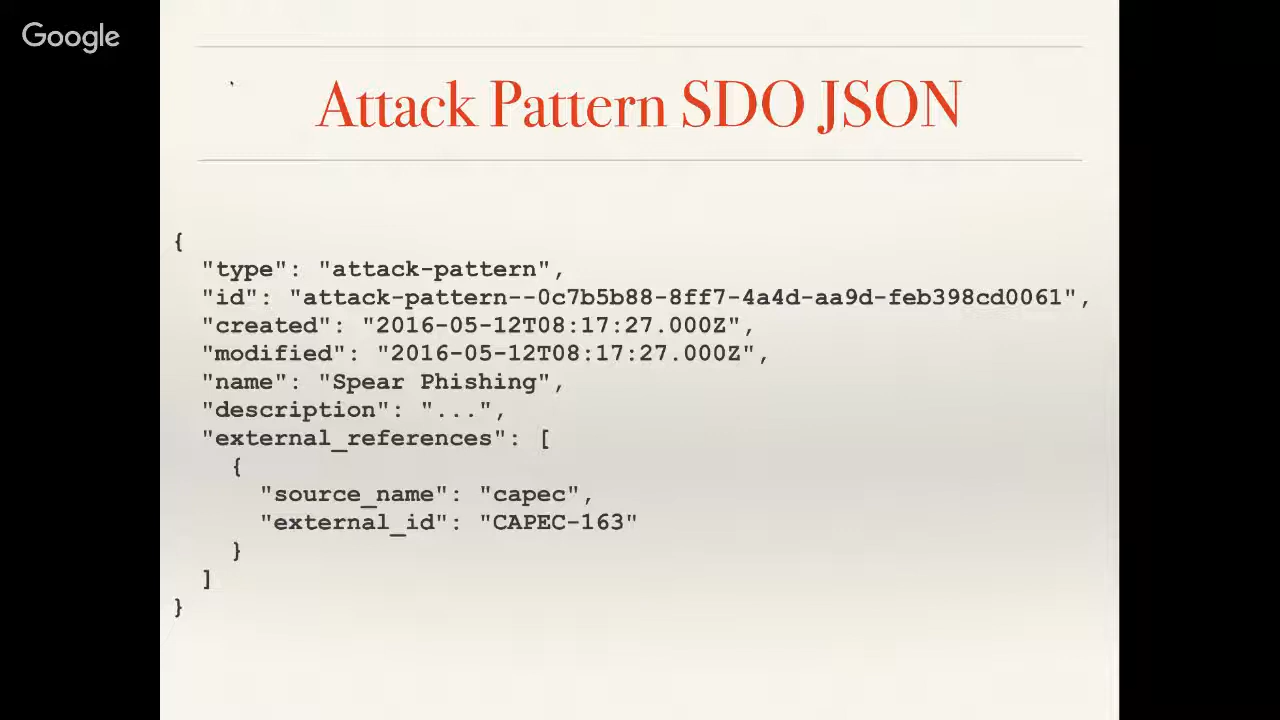 Google
Attack Pattern SDO JSON
{
  "type": "attack-pattern",
  "id": "attack-pattern--0c7b5b88-8ff7-4a4d-aa9d-feb398cd0061",
  "created": "2016-05-12T08:17:27.000Z",
  "modified": "2016-05-12T08:17:27.000Z",
  "name": "Spear Phishing",
  "description": "...",
  "external_references": [
    {
      "source_name": "capec",
      "external_id": "CAPEC-163"
    }
  ]
}